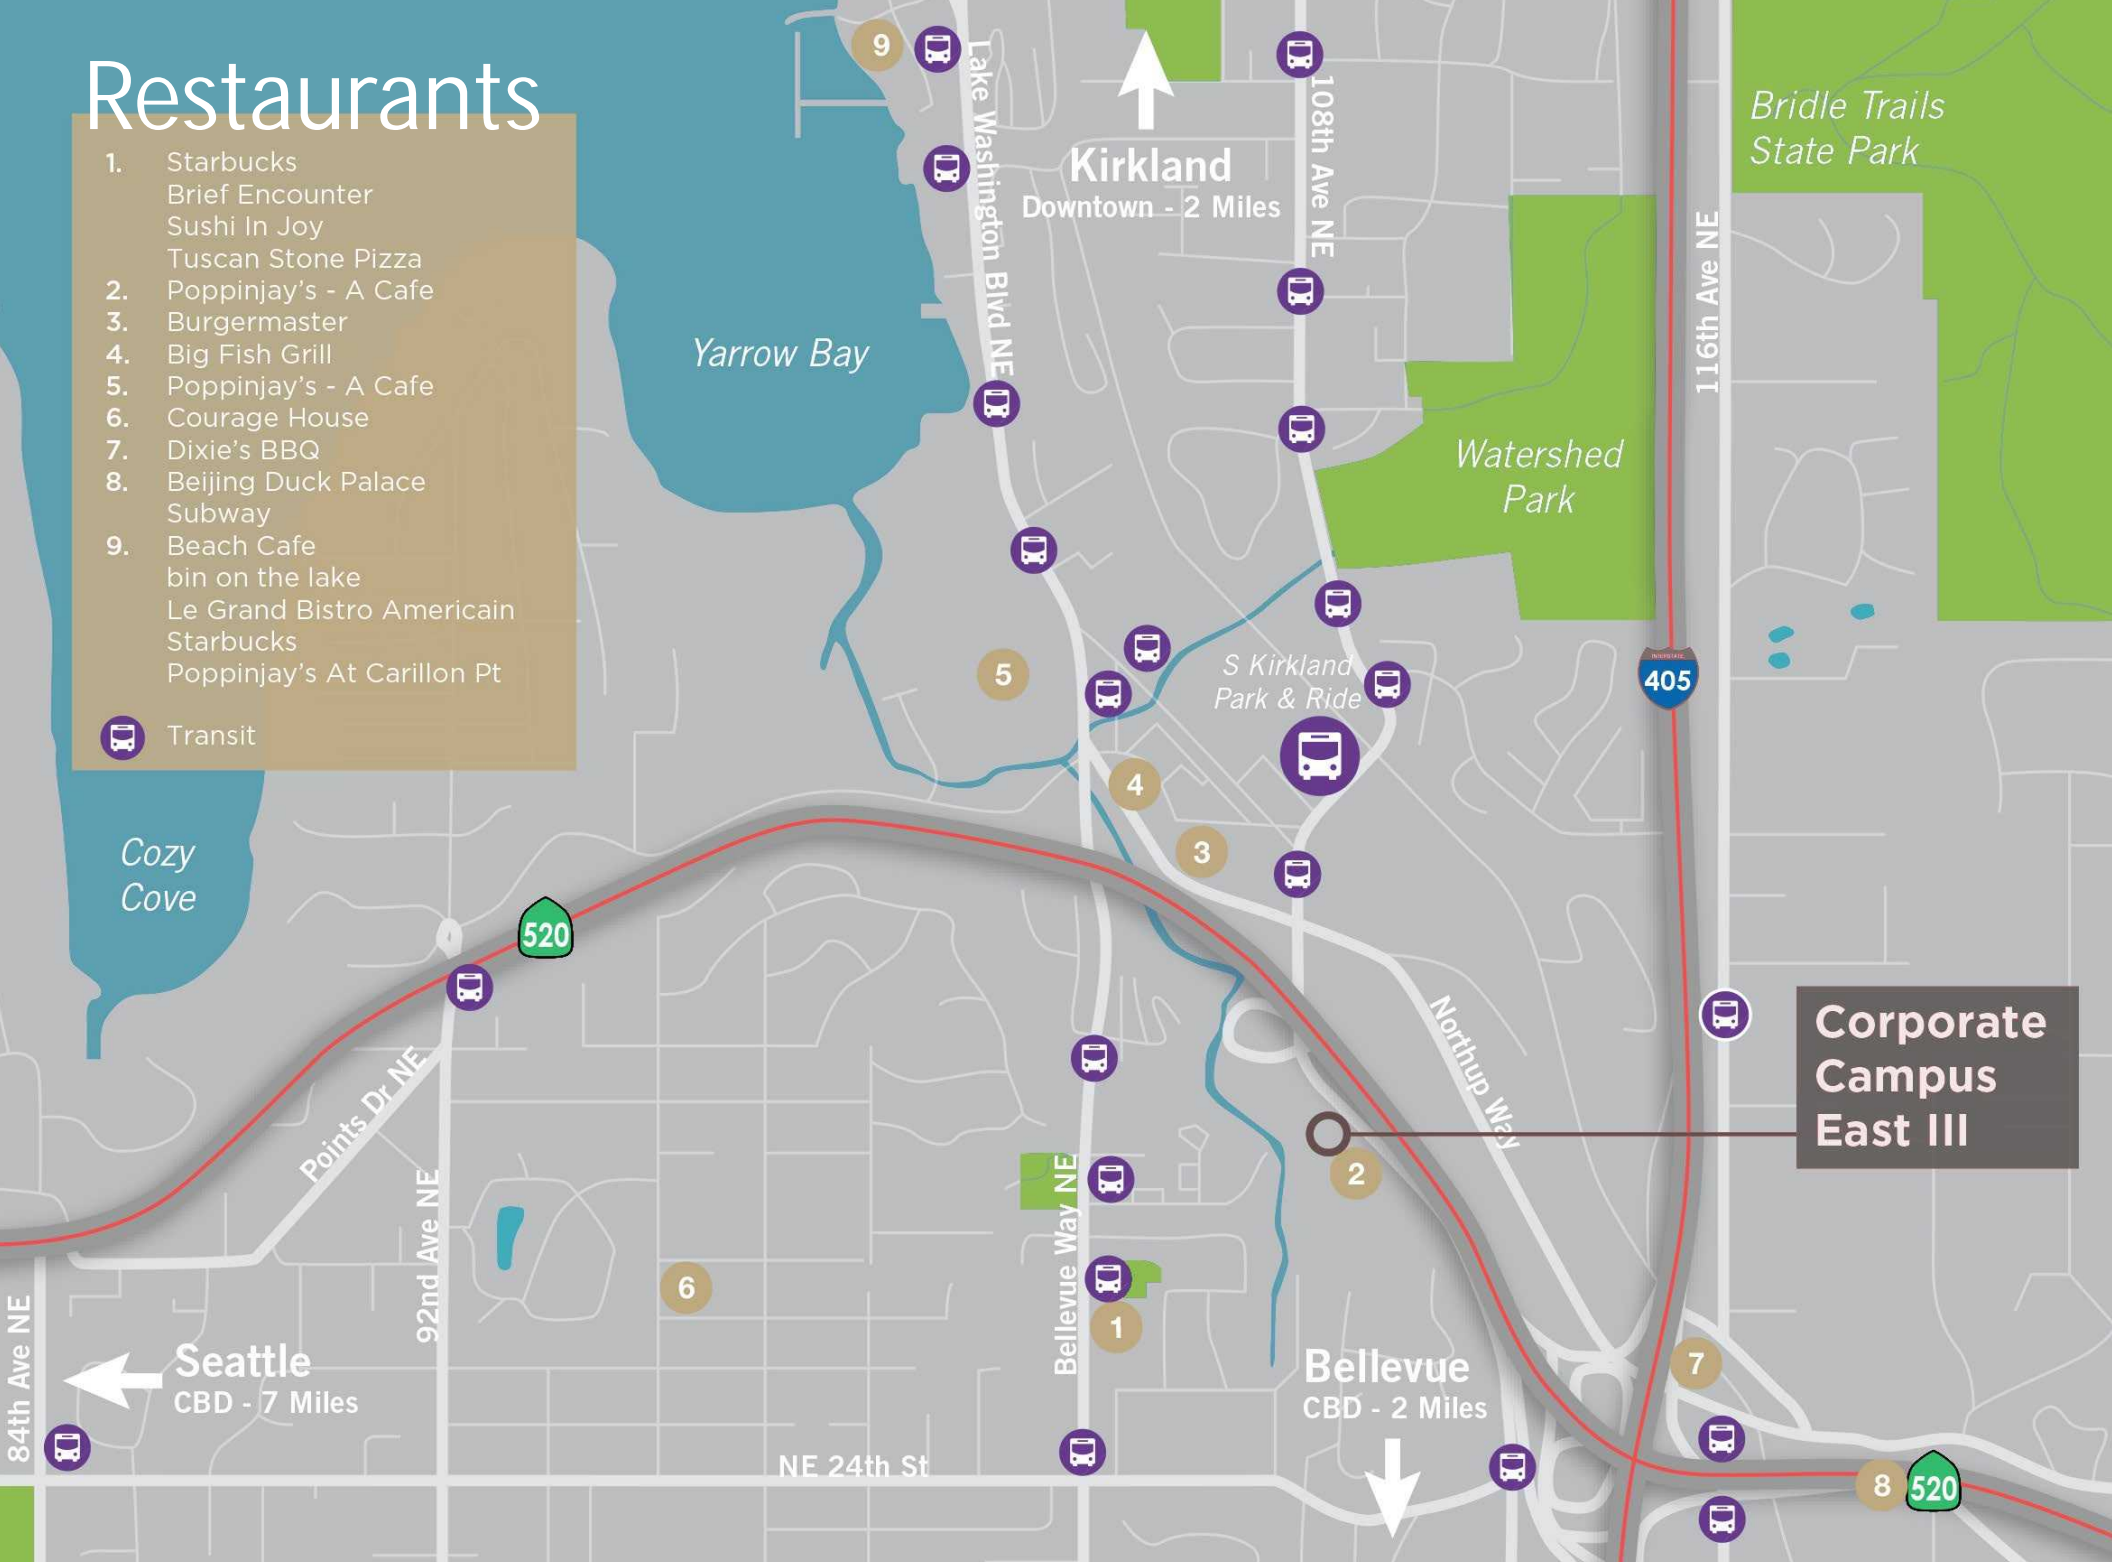 Restaurants
1. Starbucks
Brief Encounter
Sushi In Joy
Tuscan Stone Pizza
2. Poppinjay's - A Cafe
3. Burgermaster
4. Big Fish Grill
5. Poppinjay's - A Cafe
6. Courage House
7. Dixie's BBQ
8. Beijing Duck Palace
Subway
9. Beach Cafe
bin on the lake
Le Grand Bistro Americain
Starbucks
Poppinjay's At Carillon Pt
Transit
9
Lake Washington Blvd NE
Kirkland
Downtown - 2 Miles
108th Ave NE
116th Ave NE
Bridle Trails
State Park
Yarrow Bay
Watershed
Park
5
S Kirkland
Park & Ride
INTERSTATE
405
4
3
Cozy
Cove
520
Points Dr NE
92nd Ave NE
Northup Way
Corporate
Campus
East III
2
Bellevue Way NE
6
1
84th Ave NE
Seattle
CBD - 7 Miles
Bellevue
CBD - 2 Miles
7
NE 24th St
8
520